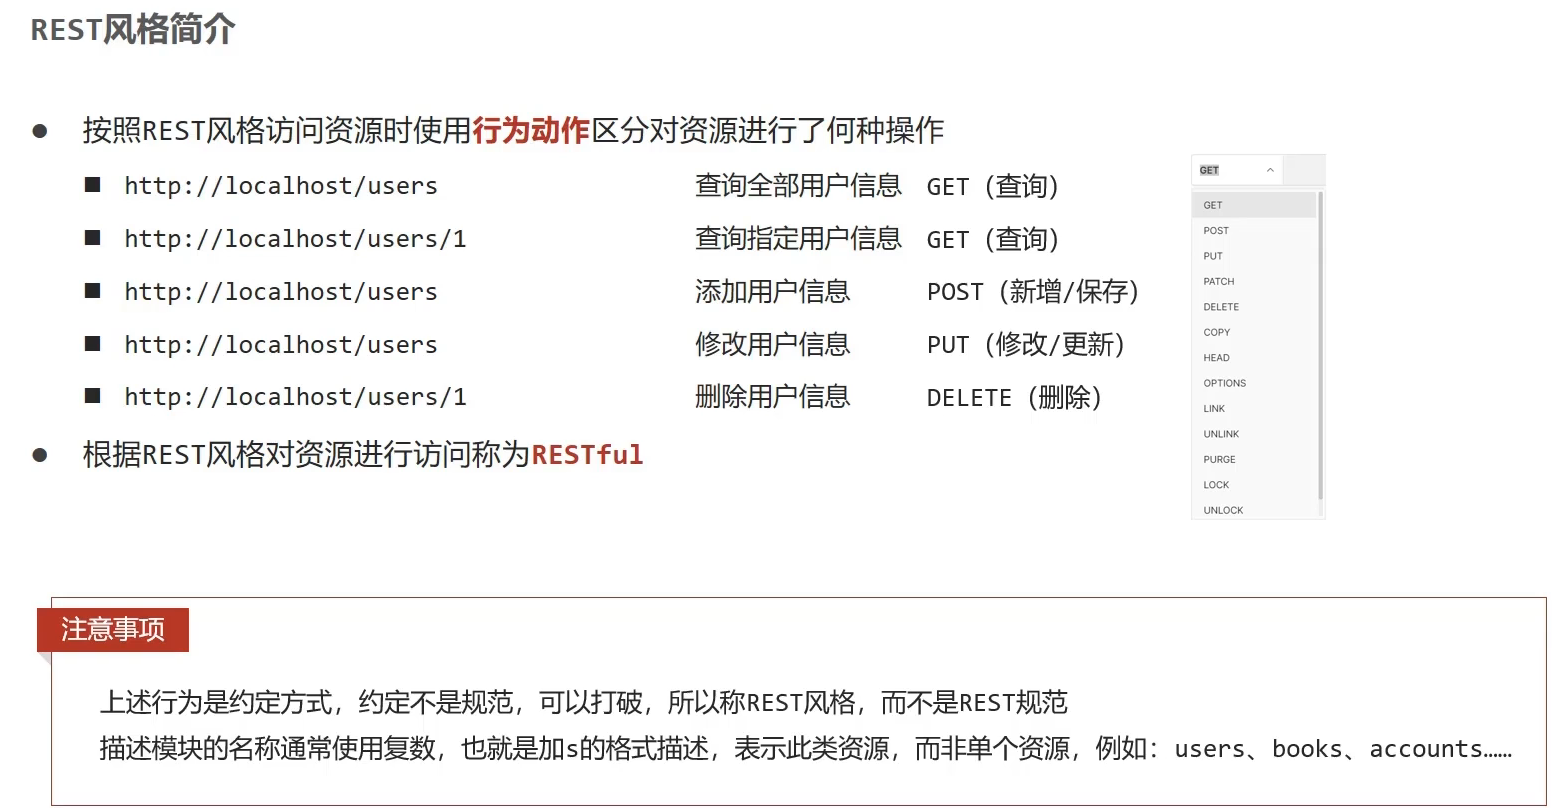 REST风格简介
按照REST风格访问资源时使用行为动作区分对资源进行了何种操作
http://localhost/users 查询全部用户信息 GET（查询）
http://localhost/users/1 查询指定用户信息 GET（查询）
http://localhost/users 添加用户信息 POST（新增/保存）
http://localhost/users 修改用户信息 PUT（修改/更新）
http://localhost/users/1 删除用户信息 DELETE（删除）
根据REST风格对资源进行访问称为RESTful
GET
GET
POST
PUT
PATCH
DELETE
COPY
HEAD
OPTIONS
LINK
UNLINK
PURGE
LOCK
UNLOCK
注意事项
上述行为是约定方式，约定不是规范，可以打破，所以称REST风格，而不是REST规范
描述模块的名称通常使用复数，也就是加s的格式描述，表示此类资源，而非单个资源，例如：users、books、accounts……